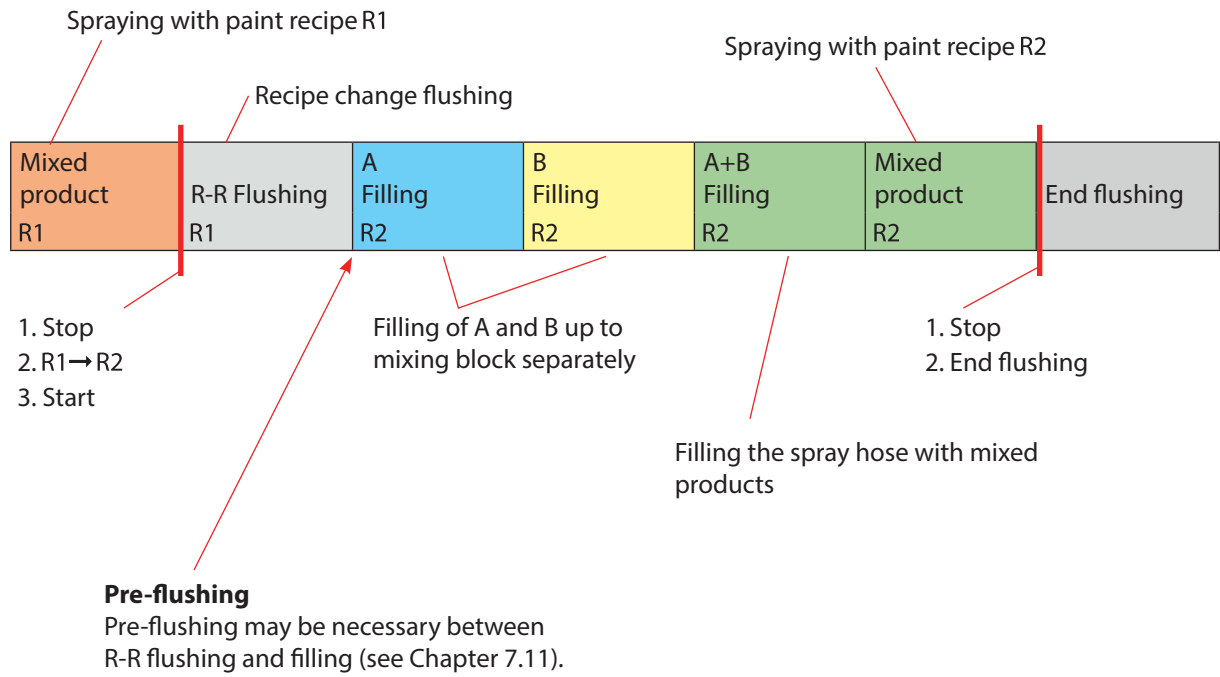 Spraying with paint recipe R1
Spraying with paint recipe R2
Recipe change flushing
Mixed
product
R1
R-R Flushing
R1
A
Filling
R2
B
Filling
R2
A+B
Filling
R2
Mixed
product
R2
End flushing
1. Stop
2. R1→R2
3. Start
Filling of A and B up to
mixing block separately
1. Stop
2. End flushing
Filling the spray hose with mixed
products
Pre-flushing
Pre-flushing may be necessary between
R-R flushing and filling (see Chapter 7.11).